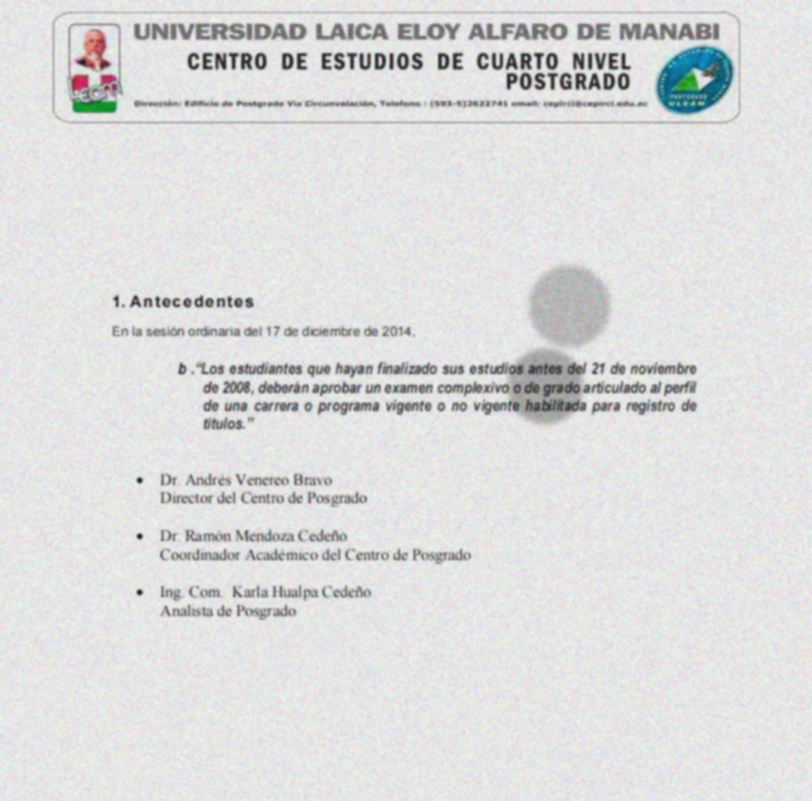 UNIVERSIDAD LAICA ELOY ALFARO DE MANABI
CENTRO DE ESTUDIOS DE CUARTO NIVEL
POSTGRADO
Dirección: Edificio de Postgrado Vía Circunvalación, Telefono : (593-5)2622741 email: cepirci@cepirci.edu.ec
POSTGRADO
ULEAM
1. Antecedentes
En la sesión ordinaria del 17 de diciembre de 2014.
b .“Los estudiantes que hayan finalizado sus estudios antes del 21 de noviembre
de 2008, deberán aprobar un examen complexivo o de grado articulado al perfil
de una carrera o programa vigente o no vigente habilitada para registro de
títulos.”
• Dr. Andrés Venereo Bravo
Director del Centro de Posgrado
• Dr. Ramón Mendoza Cedeño
Coordinador Académico del Centro de Posgrado
• Ing. Com. Karla Hualpa Cedeño
Analista de Posgrado